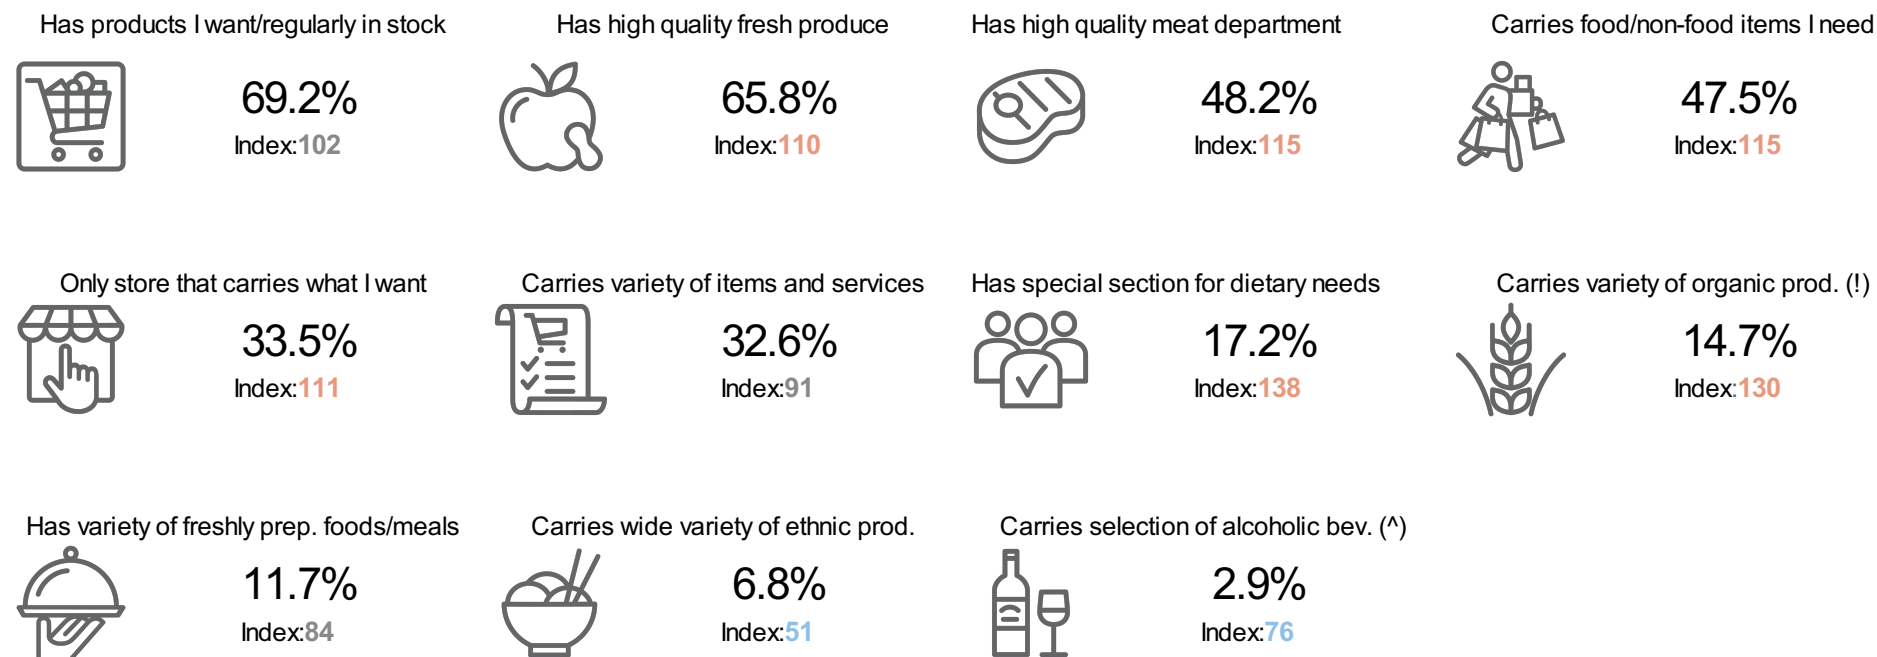 Has products I want/regularly in stock
69.2%
Index:102
Has high quality fresh produce
65.8%
Index:110
Has high quality meat department
48.2%
Index:115
Carries food/non-food items I need
47.5%
Index:115
Only store that carries what I want
33.5%
Index:111
Carries variety of items and services
32.6%
Index:91
Has special section for dietary needs
17.2%
Index:138
Carries variety of organic prod. (!)
14.7%
Index:130
Has variety of freshly prep. foods/meals
11.7%
Index:84
Carries wide variety of ethnic prod.
6.8%
Index:51
Carries selection of alcoholic bev. (^)
2.9%
Index:76